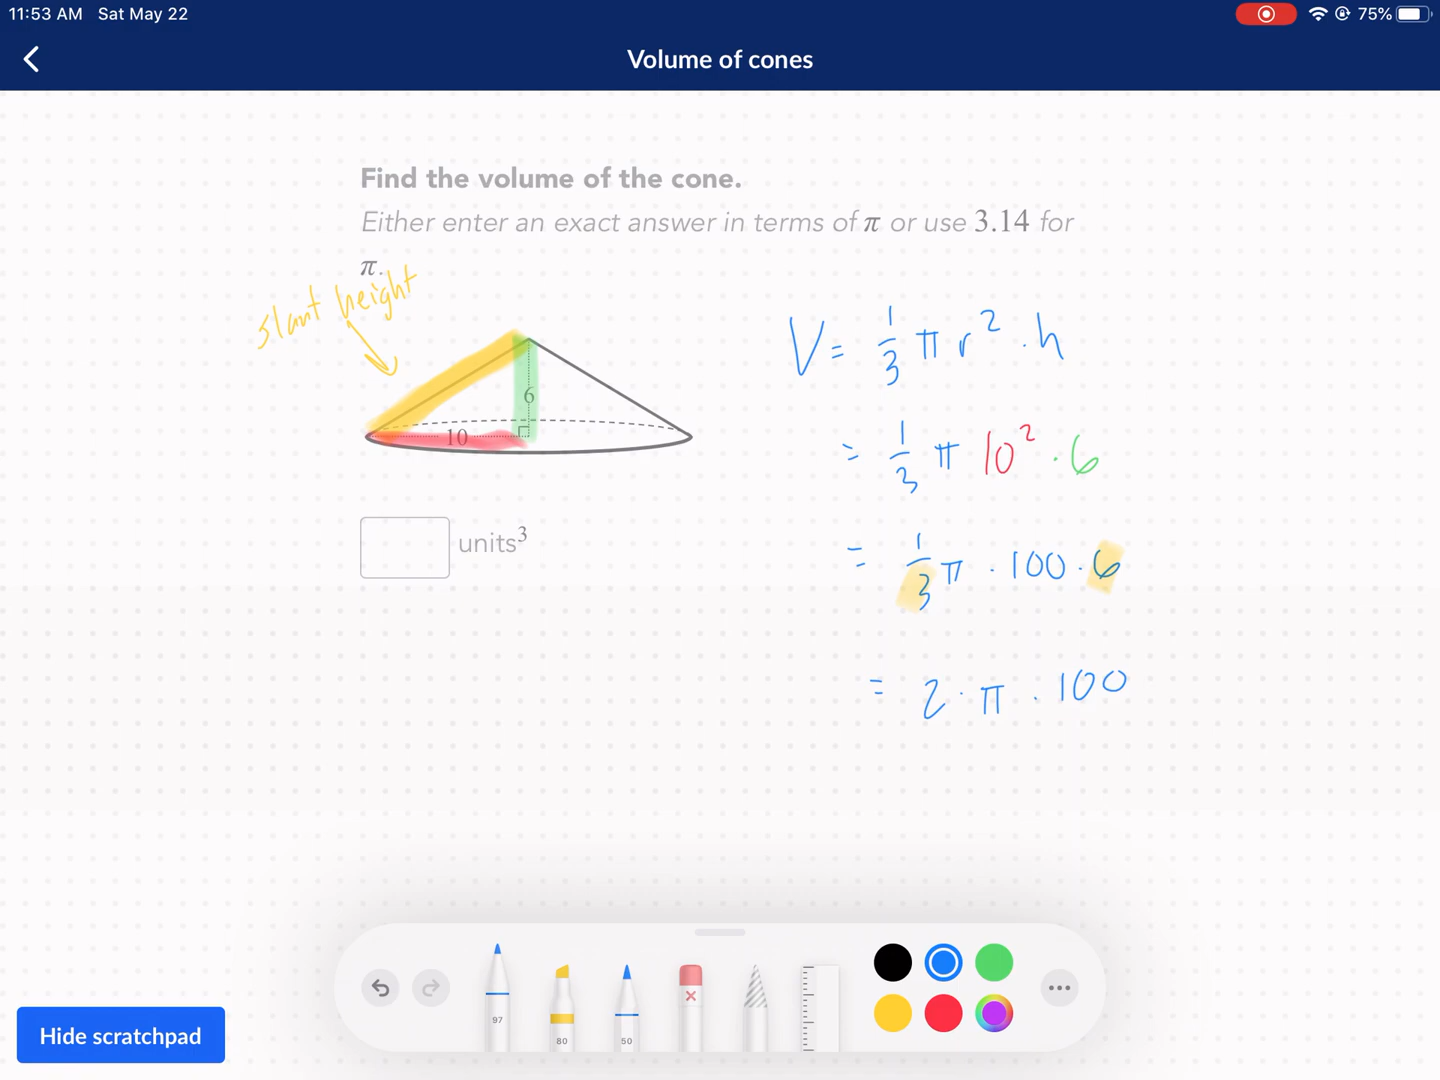 11:53 AM Sat May 22
75%
Volume of cones
Find the volume of the cone.
Either enter an exact answer in terms of π or use 3.14 for
π.
slant height
6
10
units³
V = 1/3 π r² · h
= 1/3 π 10² · 6
= 1/3 π · 100 · 6
= 2 · π · 100
97
80
50
Hide scratchpad